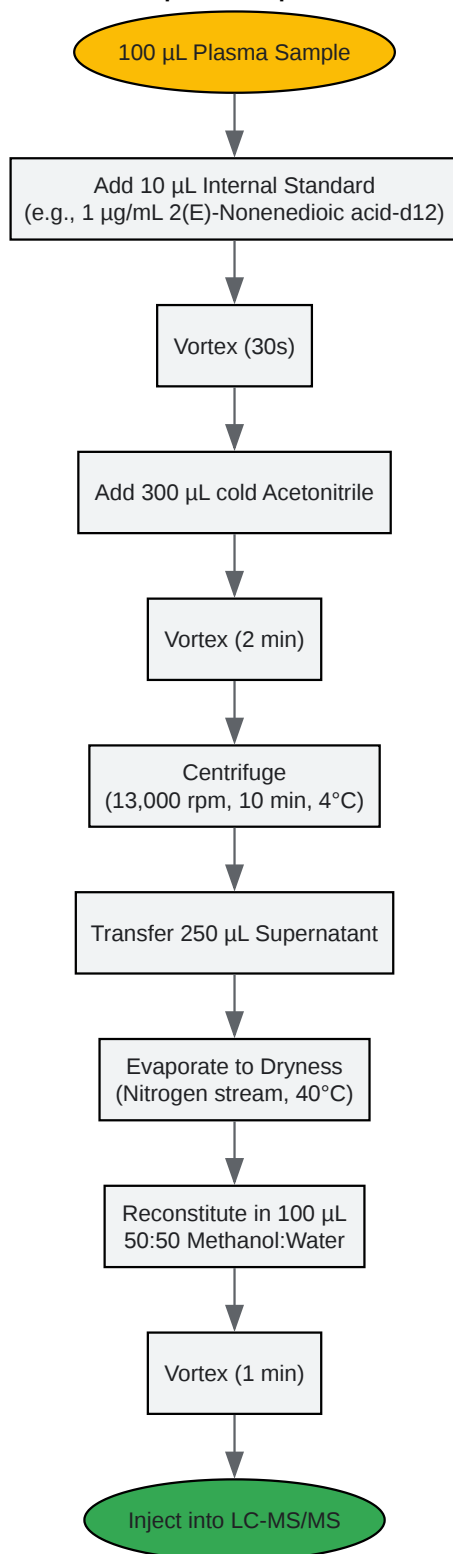 100 µL Plasma Sample
Add 10 µL Internal Standard
(e.g., 1 µg/mL 2(E)-Nonenedioic acid-d12)
Vortex (30s)
Add 300 µL cold Acetonitrile
Vortex (2 min)
Centrifuge
(13,000 rpm, 10 min, 4°C)
Transfer 250 µL Supernatant
Evaporate to Dryness
(Nitrogen stream, 40°C)
Reconstitute in 100 µL
50:50 Methanol:Water
Vortex (1 min)
Inject into LC-MS/MS